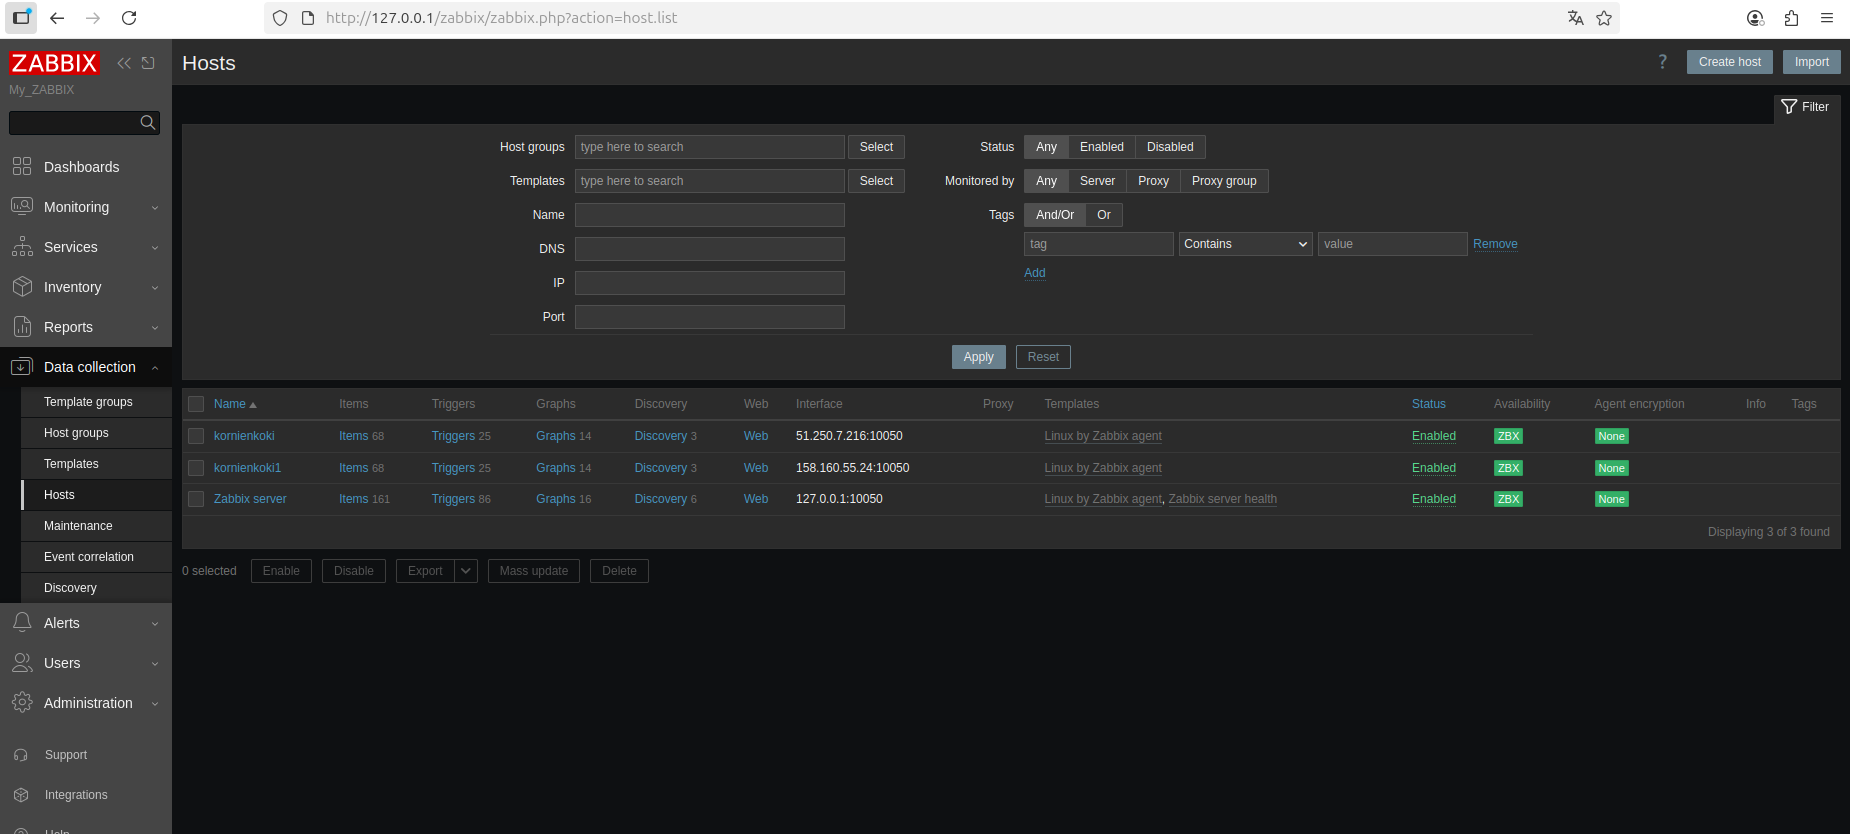 http://127.0.0.1/zabbix/zabbix.php?action=host.list
ZABBIX
My_ZABBIX
Dashboards
Monitoring
Services
Inventory
Reports
Data collection
Template groups
Host groups
Templates
Hosts
Maintenance
Event correlation
Discovery
Alerts
Users
Administration
Support
Integrations
Help
Hosts
? Create host Import
Filter
Host groups type here to search Select
Templates type here to search Select
Name
DNS
IP
Port
Status Any Enabled Disabled
Monitored by Any Server Proxy Proxy group
Tags And/Or Or
tag Contains value Remove
Add
Apply Reset
Name Items Triggers Graphs Discovery Web Interface Proxy Templates Status Availability Agent encryption Info Tags
kornienkoki Items 68 Triggers 25 Graphs 14 Discovery 3 Web 51.250.7.216:10050 Linux by Zabbix agent Enabled ZBX None
kornienkoki1 Items 68 Triggers 25 Graphs 14 Discovery 3 Web 158.160.55.24:10050 Linux by Zabbix agent Enabled ZBX None
Zabbix server Items 161 Triggers 86 Graphs 16 Discovery 6 Web 127.0.0.1:10050 Linux by Zabbix agent, Zabbix server health Enabled ZBX None
Displaying 3 of 3 found
0 selected Enable Disable Export Mass update Delete